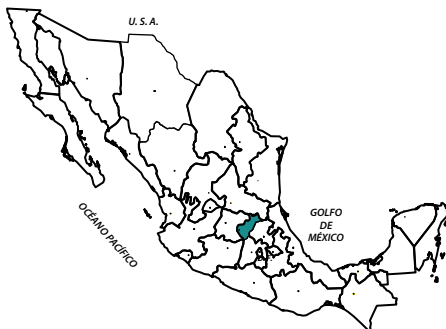 U. S. A.
GOLFO
DE
MÉXICO
OCÉANO PACÍFICO